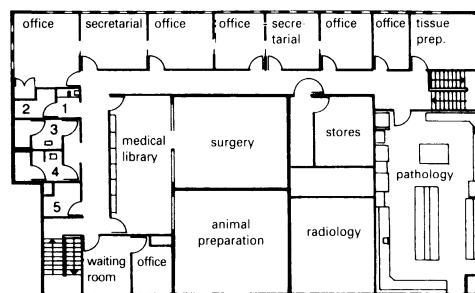 office
secretarial
office
office
secre-
tarial
office
office
tissue
prep.
2
1
3
4
5
medical
library
surgery
stores
pathology
animal
preparation
radiology
waiting
room
office